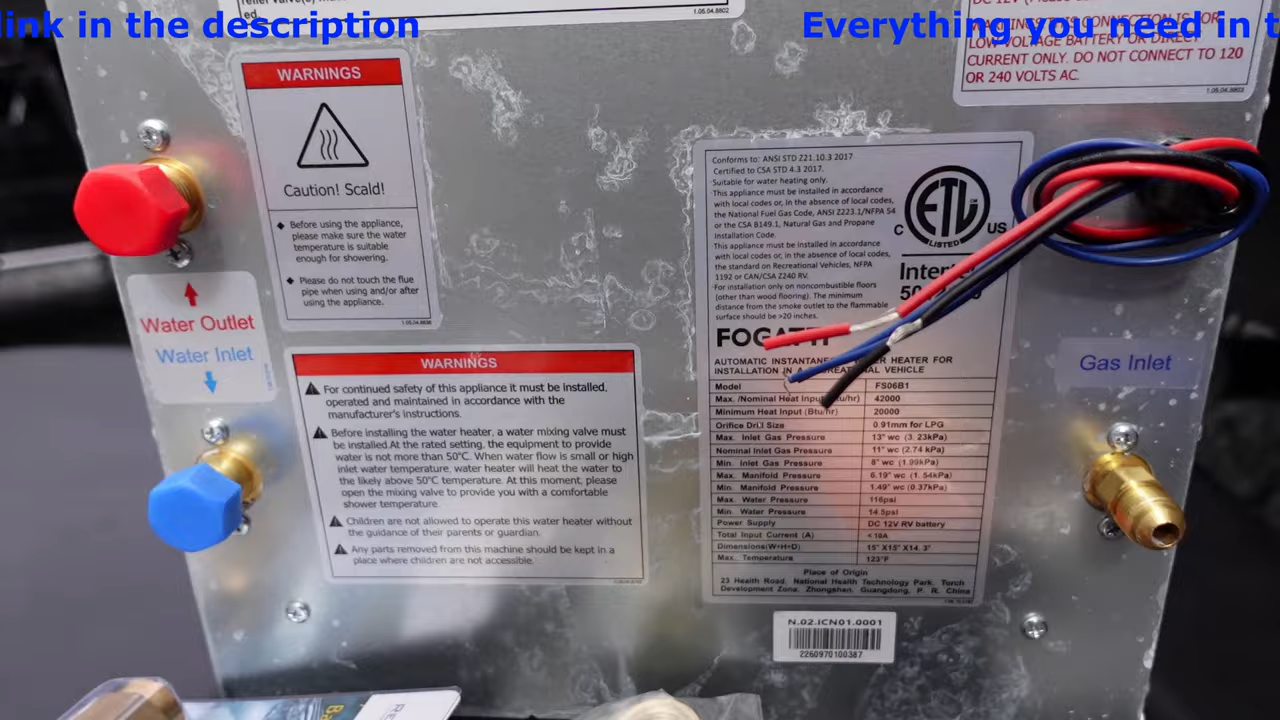 link in the description
Everything you need in t
ed.
1.05.04.8802
LOW-VOLTAGE BATTERY OR DIRECT
CURRENT ONLY. DO NOT CONNECT TO 120
OR 240 VOLTS AC.
1.05.04.8803
WARNINGS
Caution! Scald!
Before using the appliance,
please make sure the water
temperature is suitable
enough for showering.
Please do not touch the flue
pipe when using and/or after
using the appliance.
Water Outlet
Water Inlet
WARNINGS
For continued safety of this appliance it must be installed,
operated and maintained in accordance with the
manufacturer's instructions.
Before installing the water heater, a water mixing valve must
be installed.At the rated setting, the equipment to provide
water is not more than 50°C. When water flow is small or high
inlet water temperature, water heater will heat the water to
the likely above 50°C temperature. At this moment, please
open the mixing valve to provide you with a comfortable
shower temperature.
Children are not allowed to operate this water heater without
the guidance of their parents or guardian.
Any parts removed from this machine should be kept in a
place where children are not accessible.
Conforms to: ANSI STD Z21.10.3 2017
Certified to CSA STD 4.3 2017.
Suitable for water heating only.
This appliance must be installed in accordance
with local codes or, in the absence of local codes,
the National Fuel Gas Code, ANSI Z223.1/NFPA 54
or the CSA B149.1, Natural Gas and Propane
Installation Code.
This appliance must be installed in accordance
with local codes or, in the absence of local codes,
the standard on Recreational Vehicles, NFPA
1192 or CAN/CSA Z240 RV.
For installation only on noncombustible floors
(other than wood flooring). The minimum
distance from the smoke outlet to the flammable
surface should be >20 inches.
ETL
C US
LISTED
FOGATTI
AUTOMATIC HEATER FOR
INSTALLATION IN A VEHICLE
Model FS06B1
Max. /Nominal Heat Input (Btu/hr) 42000
Minimum Heat Input (Btu/hr) 20000
Orifice Drill Size 0.91mm for LPG
Max. Inlet Gas Pressure 13" wc (3.23kPa)
Nominal Inlet Gas Pressure 11" wc (2.74 kPa)
Min. Inlet Gas Pressure 8" wc (1.99kPa)
Max. Manifold Pressure 6.19" wc (1.54kPa)
Min. Manifold Pressure 1.49" wc (0.37kPa)
Max. Water Pressure 116psi
Min. Water Pressure 14.5psi
Power Supply DC 12V RV battery
Total Input Current (A) <10A
Dimensions(W×H×D) 15" X15" X14. 3"
Max. Temperature 123°F
Place of Origin
23 Health Road, National Health Technology Park, Torch
Development Zone, Zhongshan, Guangdong, P. R. China
Gas Inlet
N.02.ICN01.0001
2260970100387